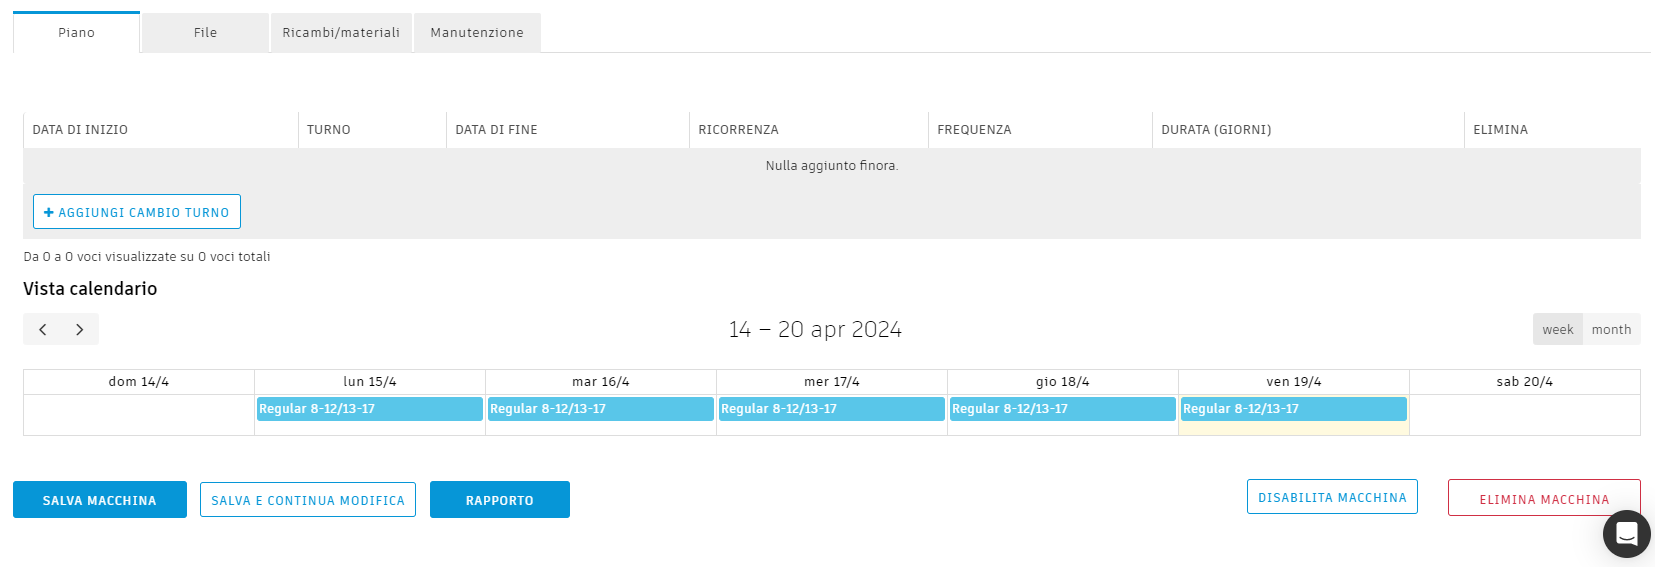 Piano File Ricambi/materiali Manutenzione
DATA DI INIZIO TURNO DATA DI FINE RICORRENZA FREQUENZA DURATA (GIORNI) ELIMINA
Nulla aggiunto finora.
+ AGGIUNGI CAMBIO TURNO
Da 0 a 0 voci visualizzate su 0 voci totali
Vista calendario
14 – 20 apr 2024 week month
dom 14/4 lun 15/4 mar 16/4 mer 17/4 gio 18/4 ven 19/4 sab 20/4
Regular 8-12/13-17 Regular 8-12/13-17 Regular 8-12/13-17 Regular 8-12/13-17 Regular 8-12/13-17
SALVA MACCHINA SALVA E CONTINUA MODIFICA RAPPORTO DISABILITA MACCHINA ELIMINA MACCHINA